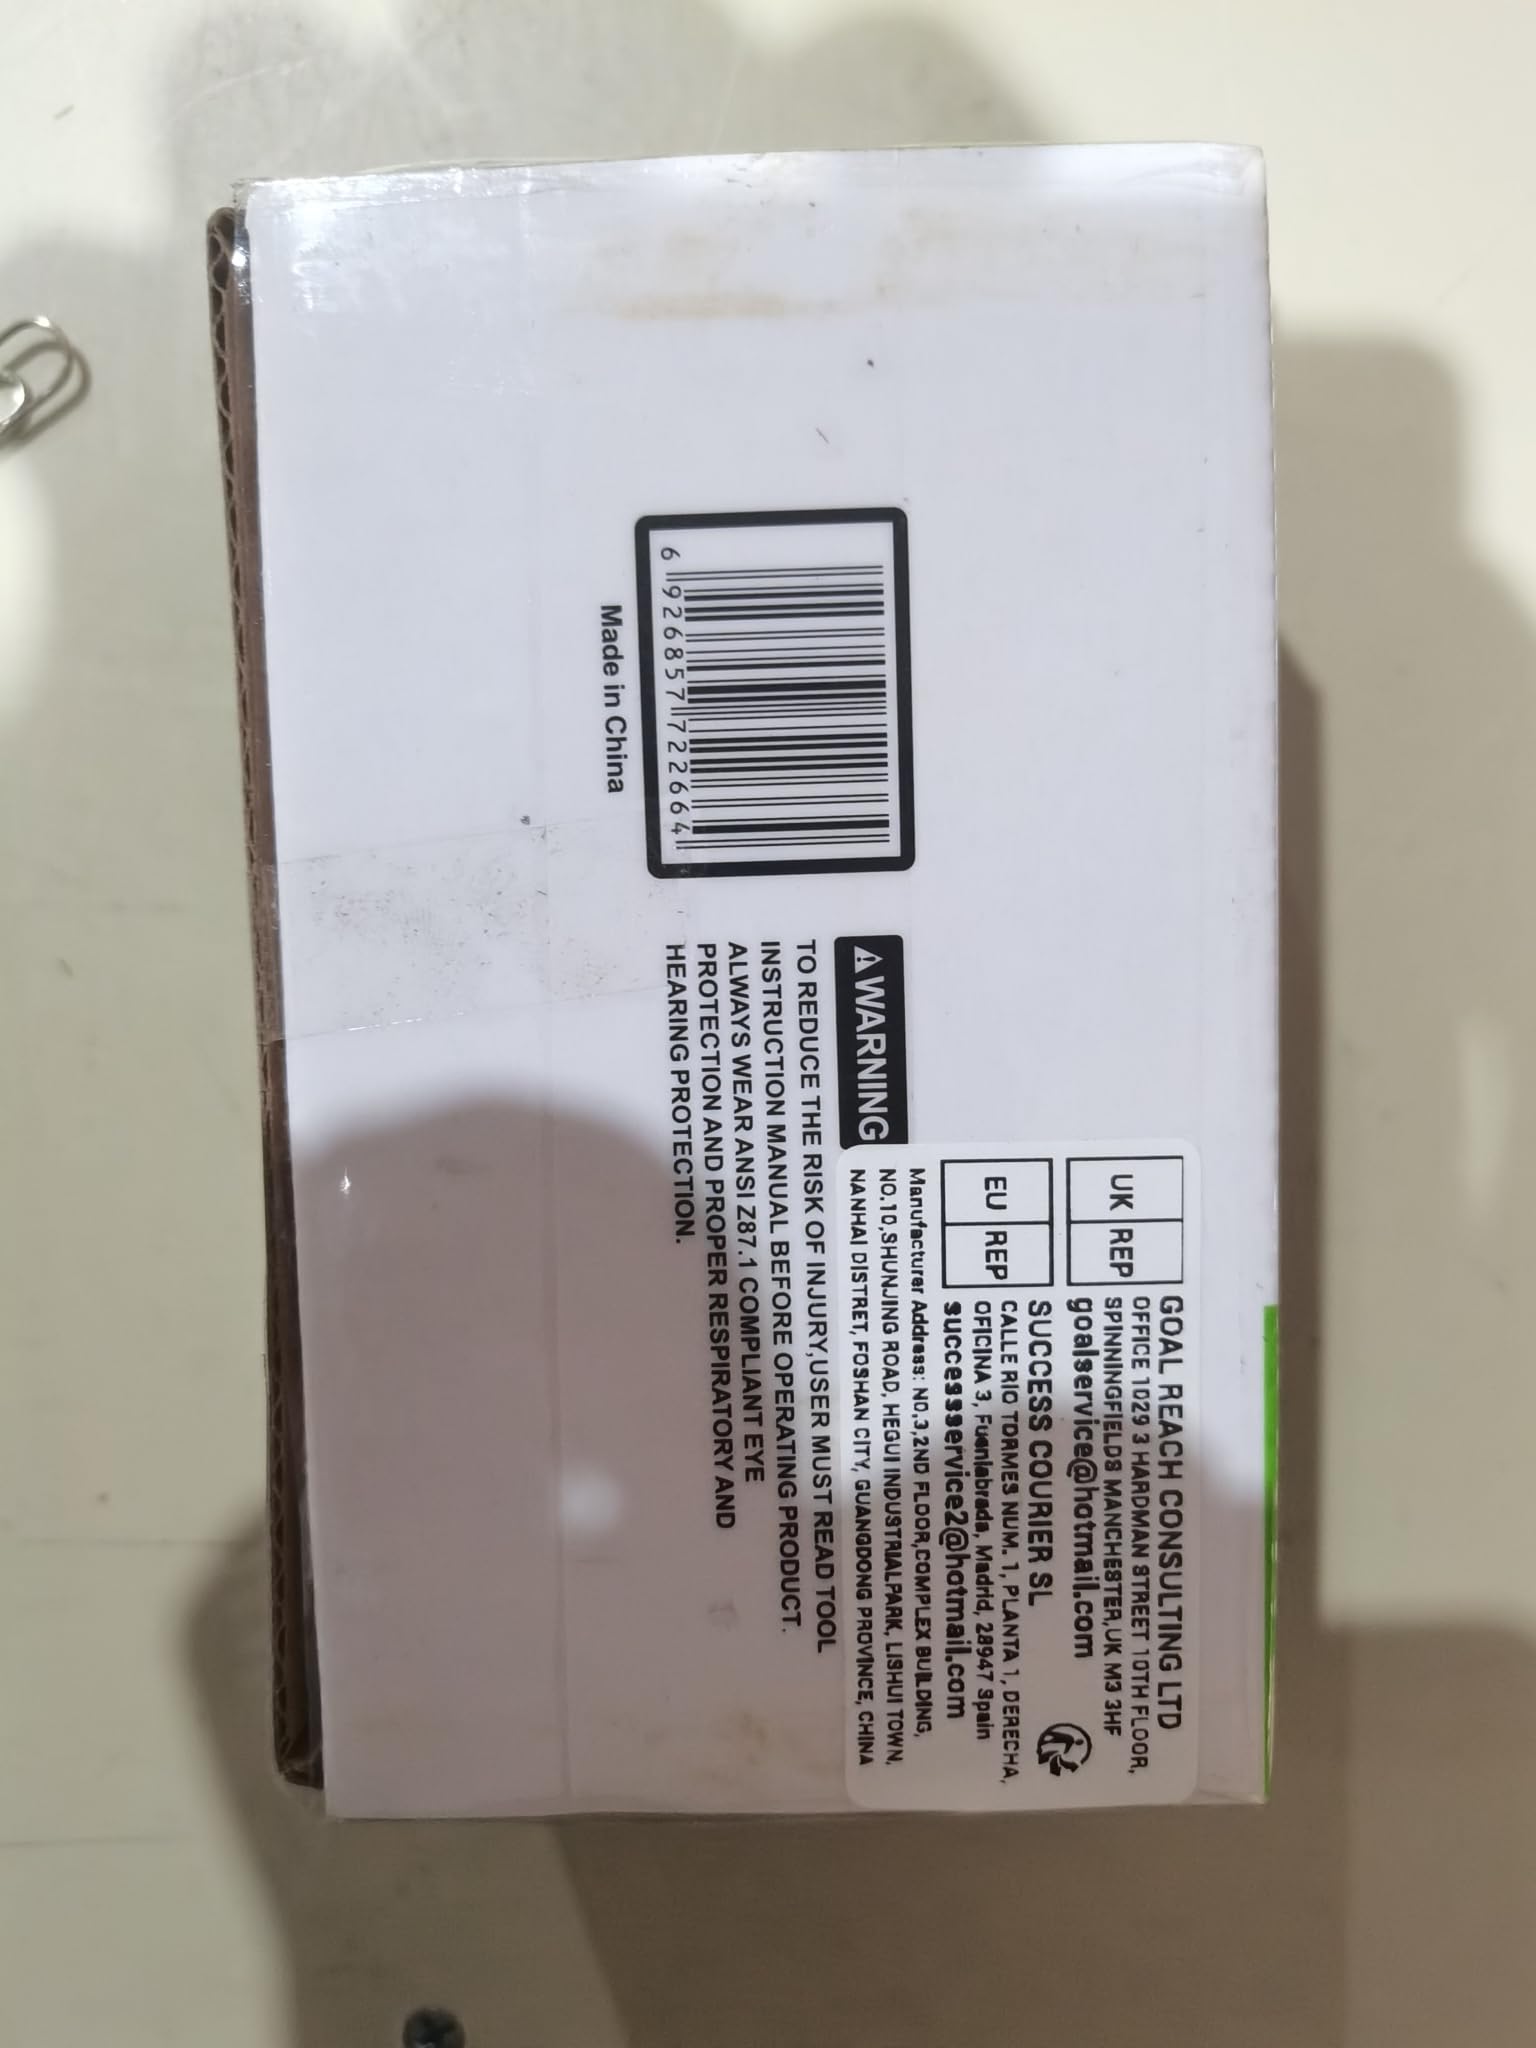 6 926857 722664
Made in China
⚠WARNING
TO REDUCE THE RISK OF INJURY,USER MUST READ TOOL
INSTRUCTION MANUAL BEFORE OPERATING PRODUCT.
ALWAYS WEAR ANSI Z87.1 COMPLIANT EYE
PROTECTION AND PROPER RESPIRATORY AND
HEARING PROTECTION.
UK REP
GOAL REACH CONSULTING LTD
OFFICE 1029 3 HARDMAN STREET 10TH FLOOR,
SPINNINGFIELDS MANCHESTER,UK M3 3HF
goalservice@hotmail.com
EU REP
SUCCESS COURIER SL
CALLE RIO TORMES NUM. 1, PLANTA 1, DERECHA,
OFICINA 3, Fuenlabrada, Madrid, 28947 Spain
successservice2@hotmail.com
Manufacturer Address: NO,3,2ND FLOOR,COMPLEX BUILDING,
NO.10,SHUNJING ROAD, HEGUI INDUSTRIALPARK, LISHUI TOWN,
NANHAI DISTRET, FOSHAN CITY, GUANGDONG PROVINCE, CHINA